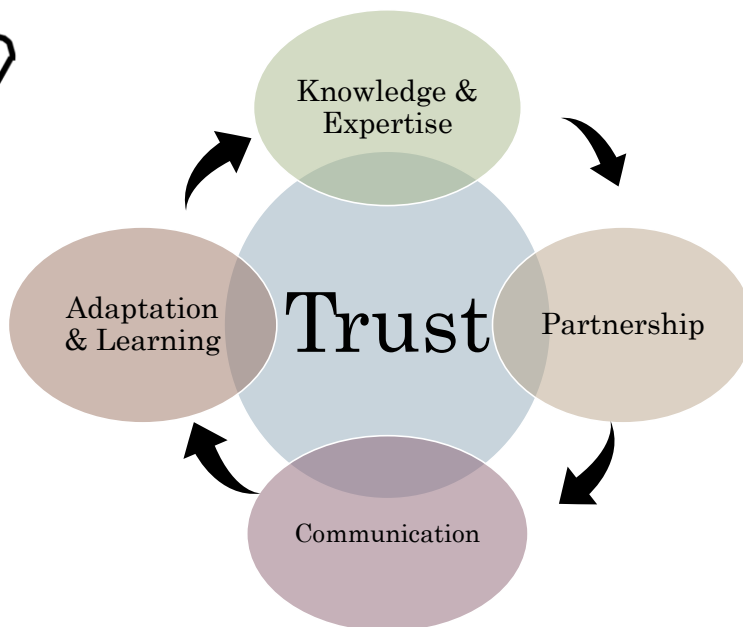 Knowledge &
Expertise
Adaptation
& Learning
Trust
Partnership
Communication